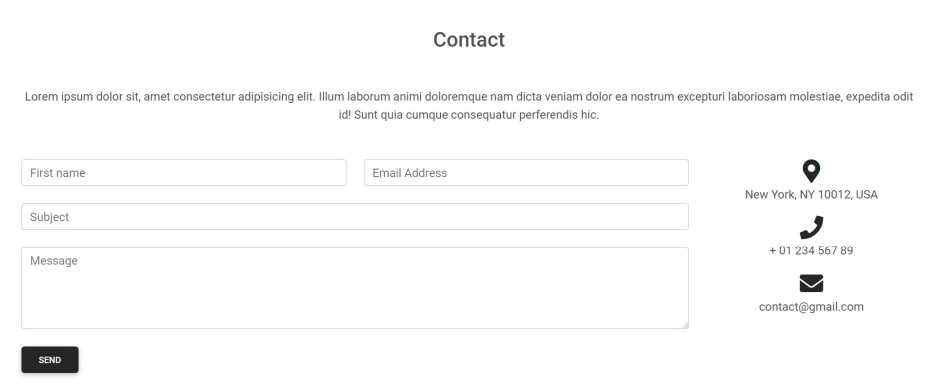 Contact
Lorem ipsum dolor sit, amet consectetur adipisicing elit. Illum laborum animi doloremque nam dicta veniam dolor ea nostrum excepturi laboriosam molestiae, expedita odit
id! Sunt quia cumque consequatur perferendis hic.
First name
Email Address
Subject
Message
SEND
New York, NY 10012, USA
+ 01 234 567 89
contact@gmail.com